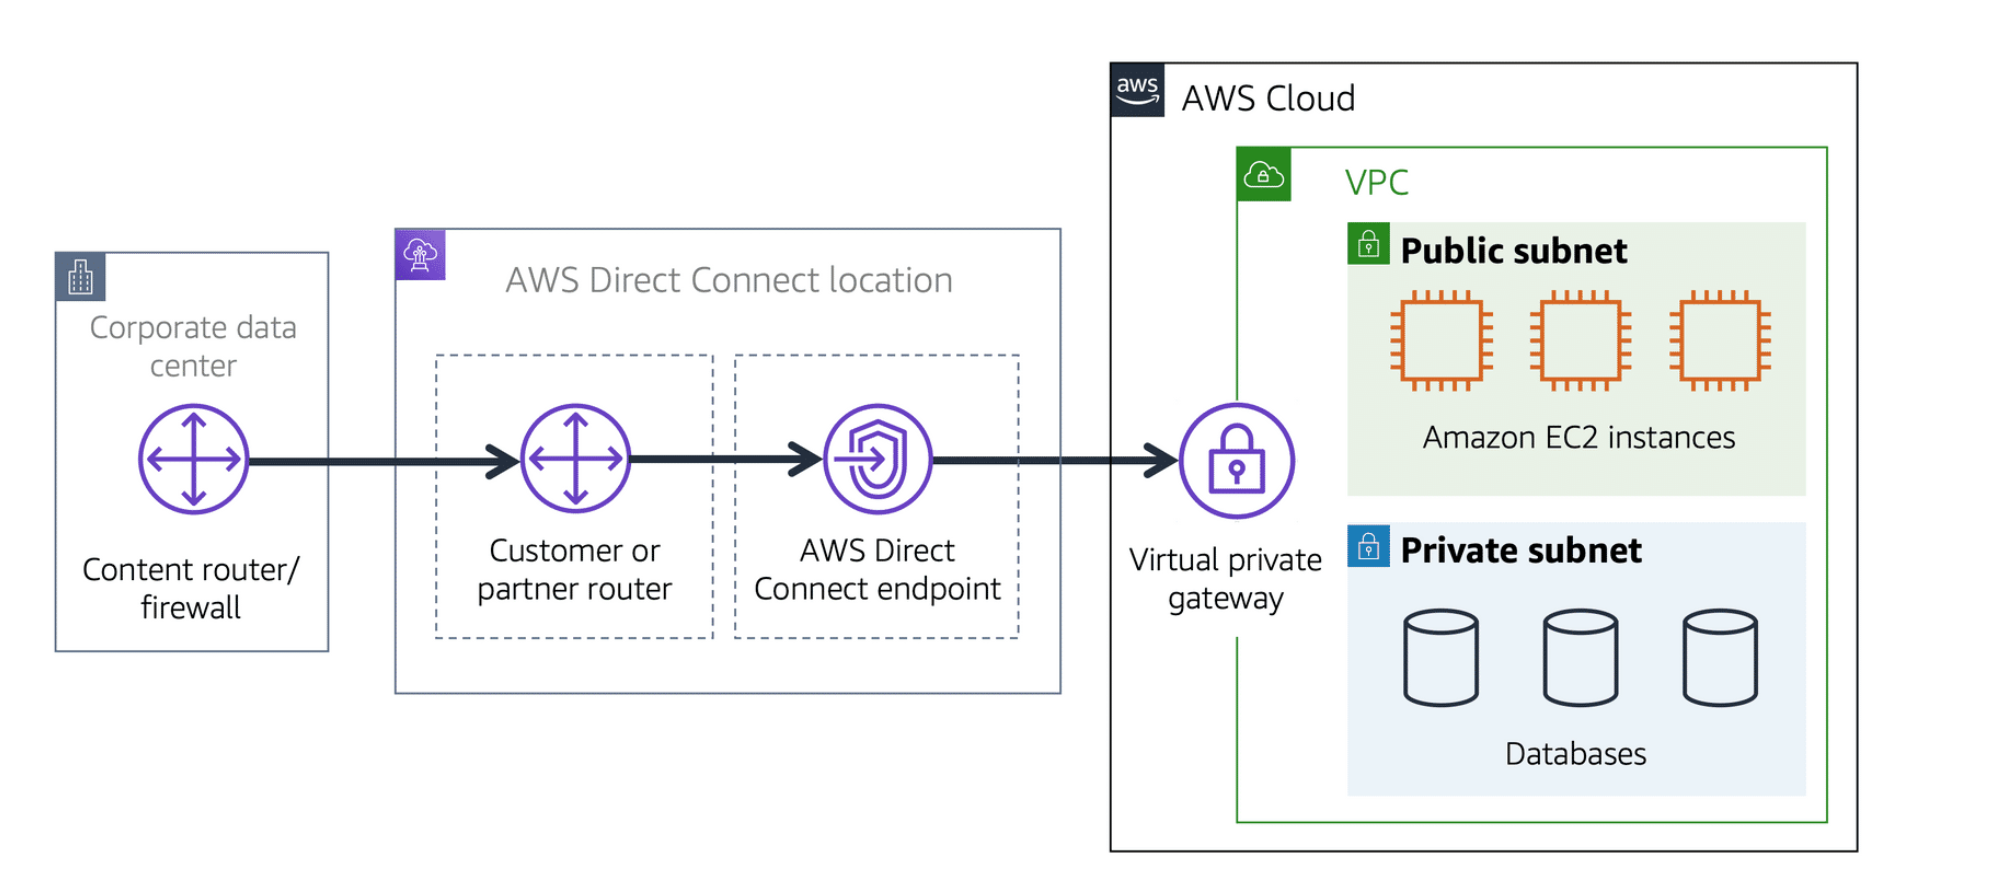 aws
AWS Cloud
VPC
Public subnet
Amazon EC2 instances
Private subnet
Databases
Virtual private
gateway
AWS Direct Connect location
Customer or
partner router
AWS Direct
Connect endpoint
Corporate data
center
Content router/
firewall